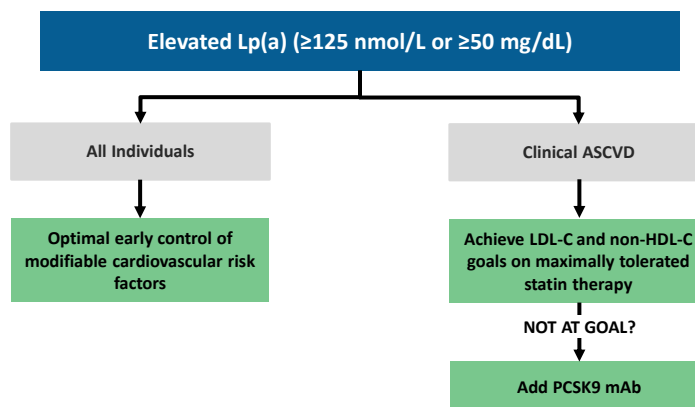 Elevated Lp(a) (≥125 nmol/L or ≥50 mg/dL)
All Individuals
Clinical ASCVD
Optimal early control of
modifiable cardiovascular risk
factors
Achieve LDL-C and non-HDL-C
goals on maximally tolerated
statin therapy
NOT AT GOAL?
Add PCSK9 mAb